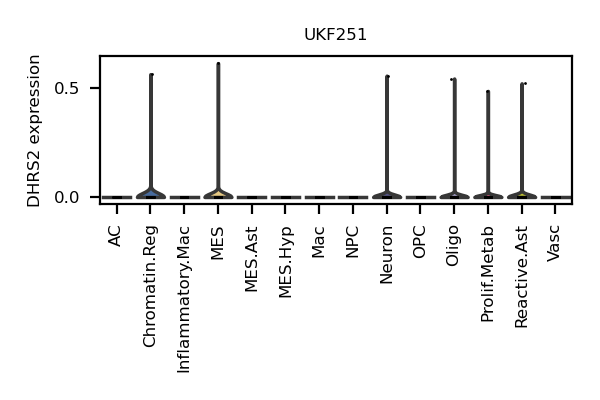 UKF251
DHRS2 expression
0.5
0.0
AC
Chromatin.Reg
Inflammatory.Mac
MES
MES.Ast
MES.Hyp
Mac
NPC
Neuron
OPC
Oligo
Prolif.Metab
Reactive.Ast
Vasc